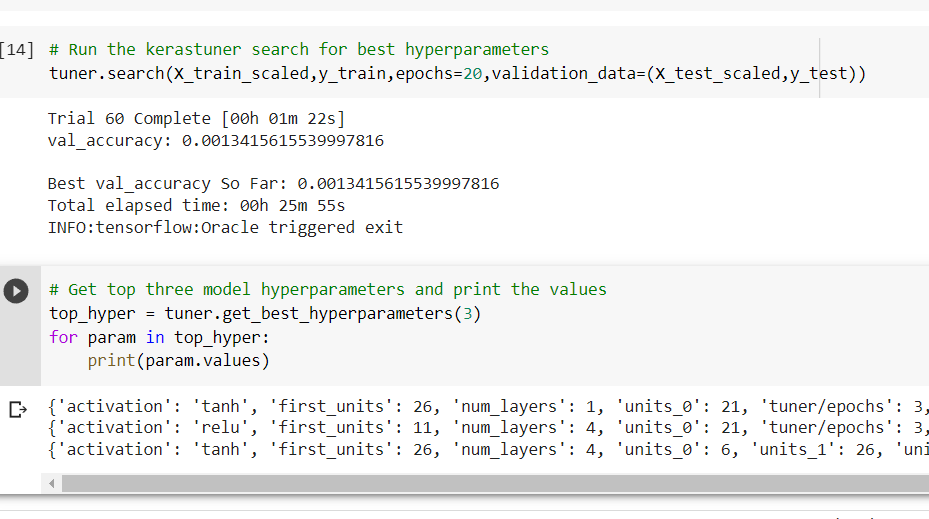 [14] # Run the kerastuner search for best hyperparameters
tuner.search(X_train_scaled,y_train,epochs=20,validation_data=(X_test_scaled,y_test))
Trial 60 Complete [00h 01m 22s]
val_accuracy: 0.0013415615539997816
Best val_accuracy So Far: 0.0013415615539997816
Total elapsed time: 00h 25m 55s
INFO:tensorflow:Oracle triggered exit
# Get top three model hyperparameters and print the values
top_hyper = tuner.get_best_hyperparameters(3)
for param in top_hyper:
    print(param.values)
{'activation': 'tanh', 'first_units': 26, 'num_layers': 1, 'units_0': 21, 'tuner/epochs': 3,
{'activation': 'relu', 'first_units': 11, 'num_layers': 4, 'units_0': 21, 'tuner/epochs': 3,
{'activation': 'tanh', 'first_units': 26, 'num_layers': 4, 'units_0': 6, 'units_1': 26, 'uni